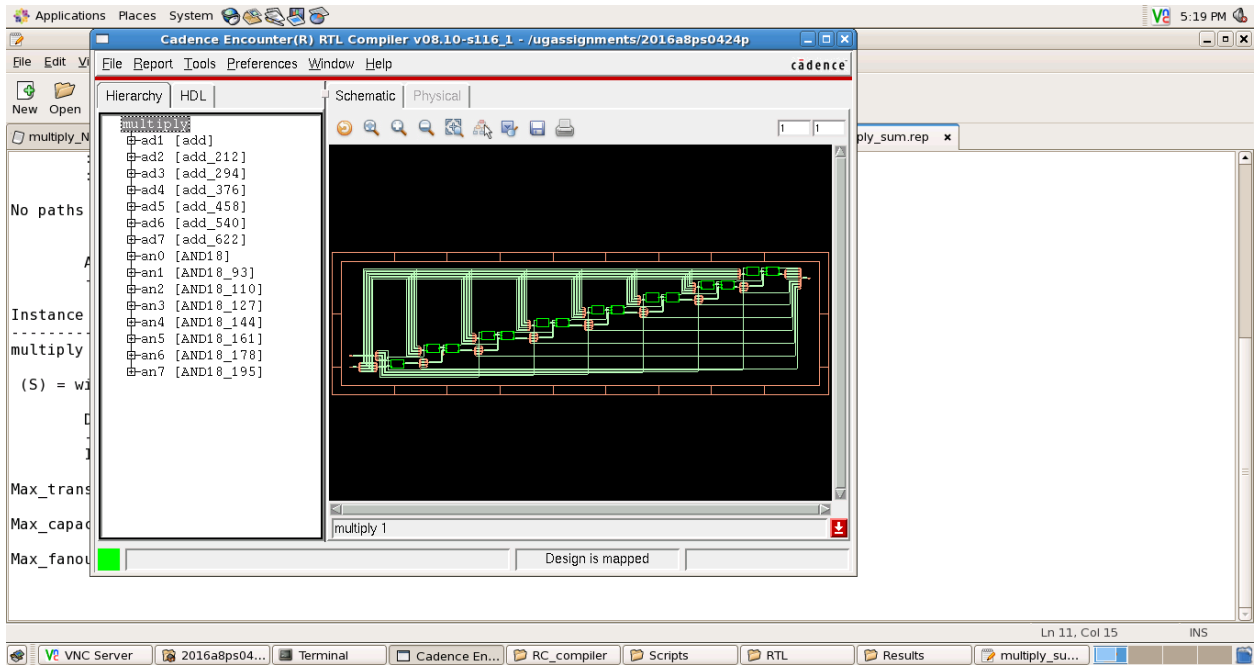 Applications Places System
5:19 PM
Cadence Encounter(R) RTL Compiler v08.10-s116_1 - /ugassignments/2016a8ps0424p
File Edit Vi
File Report Tools Preferences Window Help
cādence
New Open
Hierarchy HDL
Schematic Physical
1 1
multiply_N
ply_sum.rep
multiply
ad1 [add]
ad2 [add_212]
ad3 [add_294]
ad4 [add_376]
ad5 [add_458]
ad6 [add_540]
ad7 [add_622]
an0 [AND18]
an1 [AND18_93]
an2 [AND18_110]
an3 [AND18_127]
an4 [AND18_144]
an5 [AND18_161]
an6 [AND18_178]
an7 [AND18_195]
No paths
Instance
---------
multiply
(S) = wi
Max_trans
Max_capac
Max_fanou
multiply 1
Design is mapped
Ln 11, Col 15 INS
VNC Server
2016a8ps04...
Terminal
Cadence En...
RC_compiler
Scripts
RTL
Results
multiply_su...